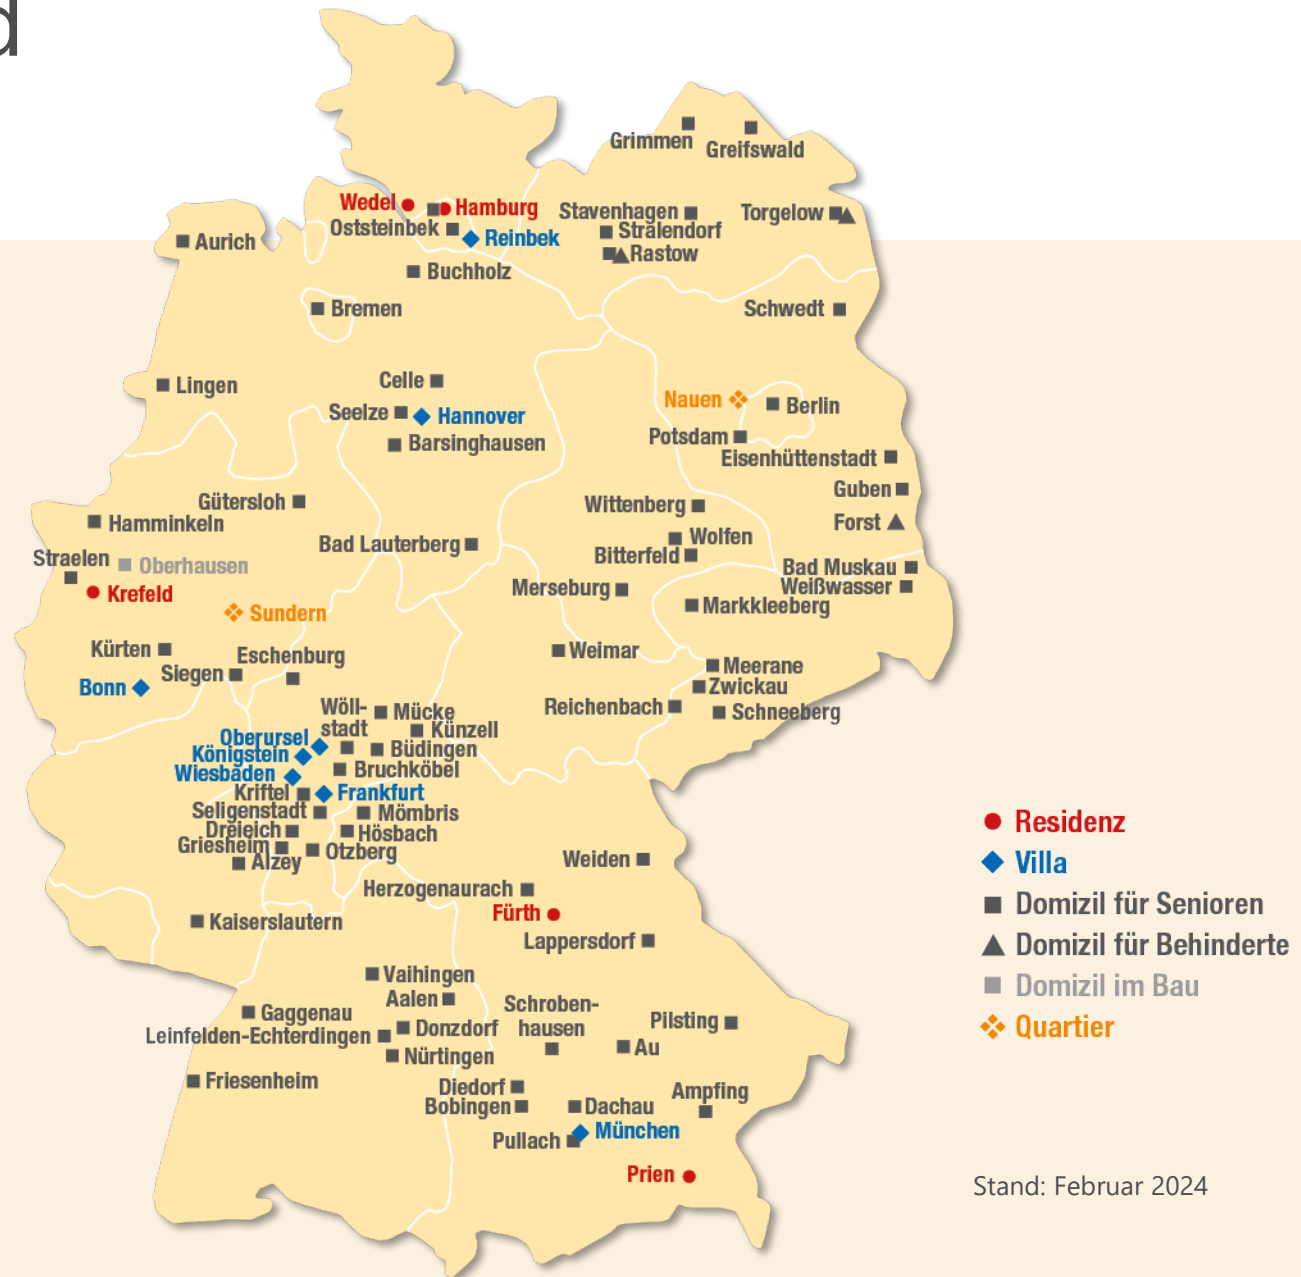 d
Grimmen
Greifswald
Wedel
Hamburg
Stavenhagen
Torgelow
Oststeinbek
Stralendorf
Reinbek
Aurich
Rastow
Buchholz
Bremen
Schwedt
Celle
Lingen
Nauen
Berlin
Seelze
Hannover
Potsdam
Barsinghausen
Eisenhüttenstadt
Guben
Gütersloh
Wittenberg
Hamminkeln
Forst
Wolfen
Bad Lauterberg
Bitterfeld
Straelen
Oberhausen
Bad Muskau
Weißwasser
Merseburg
Krefeld
Markkleeberg
Sundern
Kürten
Weimar
Eschenburg
Meerane
Siegen
Bonn
Zwickau
Reichenbach
Wöll-
stadt
Mücke
Schneeberg
Künzell
Oberursel
Büdingen
Königstein
Bruchköbel
Wiesbaden
Kriftel
Frankfurt
Seligenstadt
Mömbris
Dreieich
Hösbach
Griesheim
Otzberg
Alzey
Weiden
Herzogenaurach
Fürth
Kaiserslautern
Lappersdorf
Vaihingen
Aalen
Schroben-
hausen
Gaggenau
Pilsting
Donzdorf
Leinfelden-Echterdingen
Au
Nürtingen
Friesenheim
Diedorf
Ampfing
Bobingen
Dachau
München
Pullach
Prien
Residenz
Villa
Domizil für Senioren
Domizil für Behinderte
Domizil im Bau
Quartier
Stand: Februar 2024